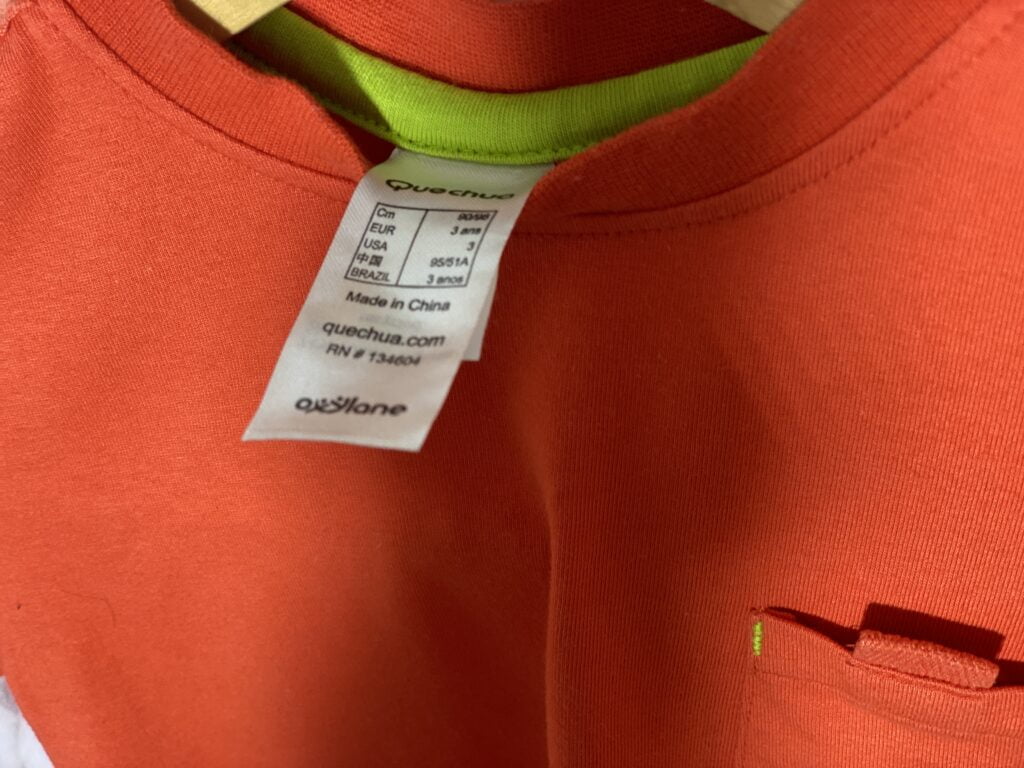 Quechua
Cm 90/96
EUR 3 ans
USA 3
中国 95/51A
BRAZIL 3 anos
Made in China
quechua.com
RN # 134604
oxylane